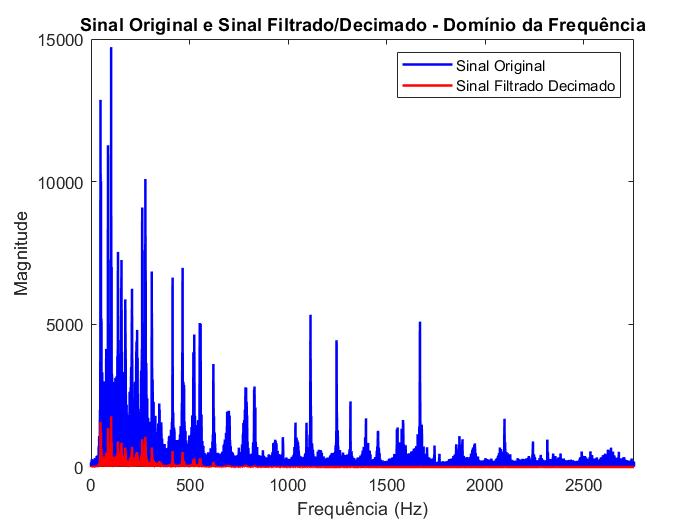 Sinal Original e Sinal Filtrado/Decimado - Domínio da Frequência
15000
10000
5000
0
Magnitude
Sinal Original
Sinal Filtrado Decimado
0
500
1000
1500
2000
2500
Frequência (Hz)